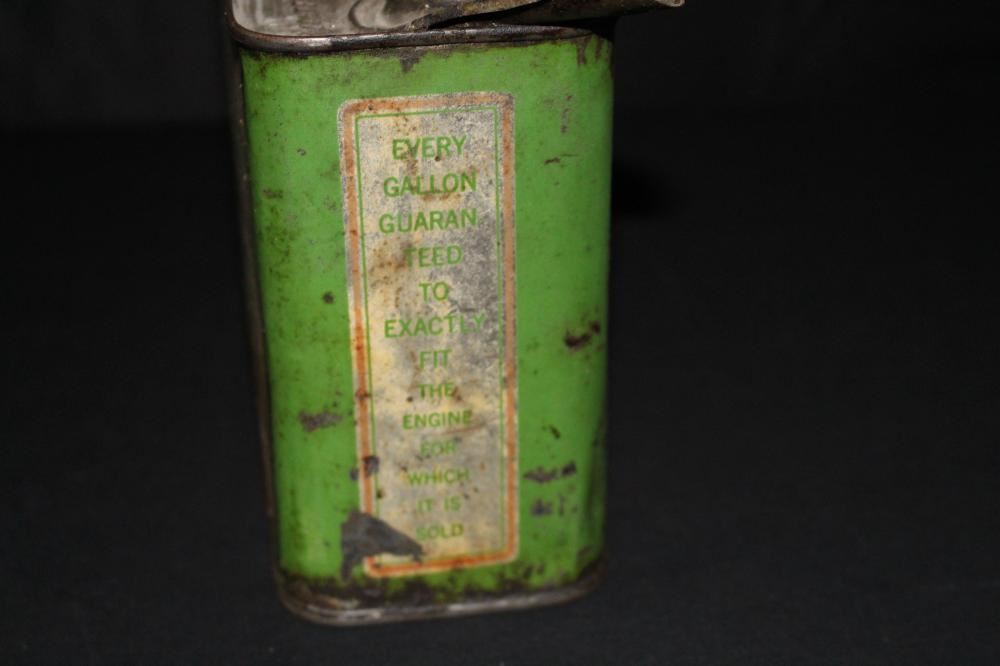 EVERY
GALLON
GUARAN
TEED
TO
EXACTLY
FIT
THE
ENGINE
FOR
WHICH
IT IS
SOLD